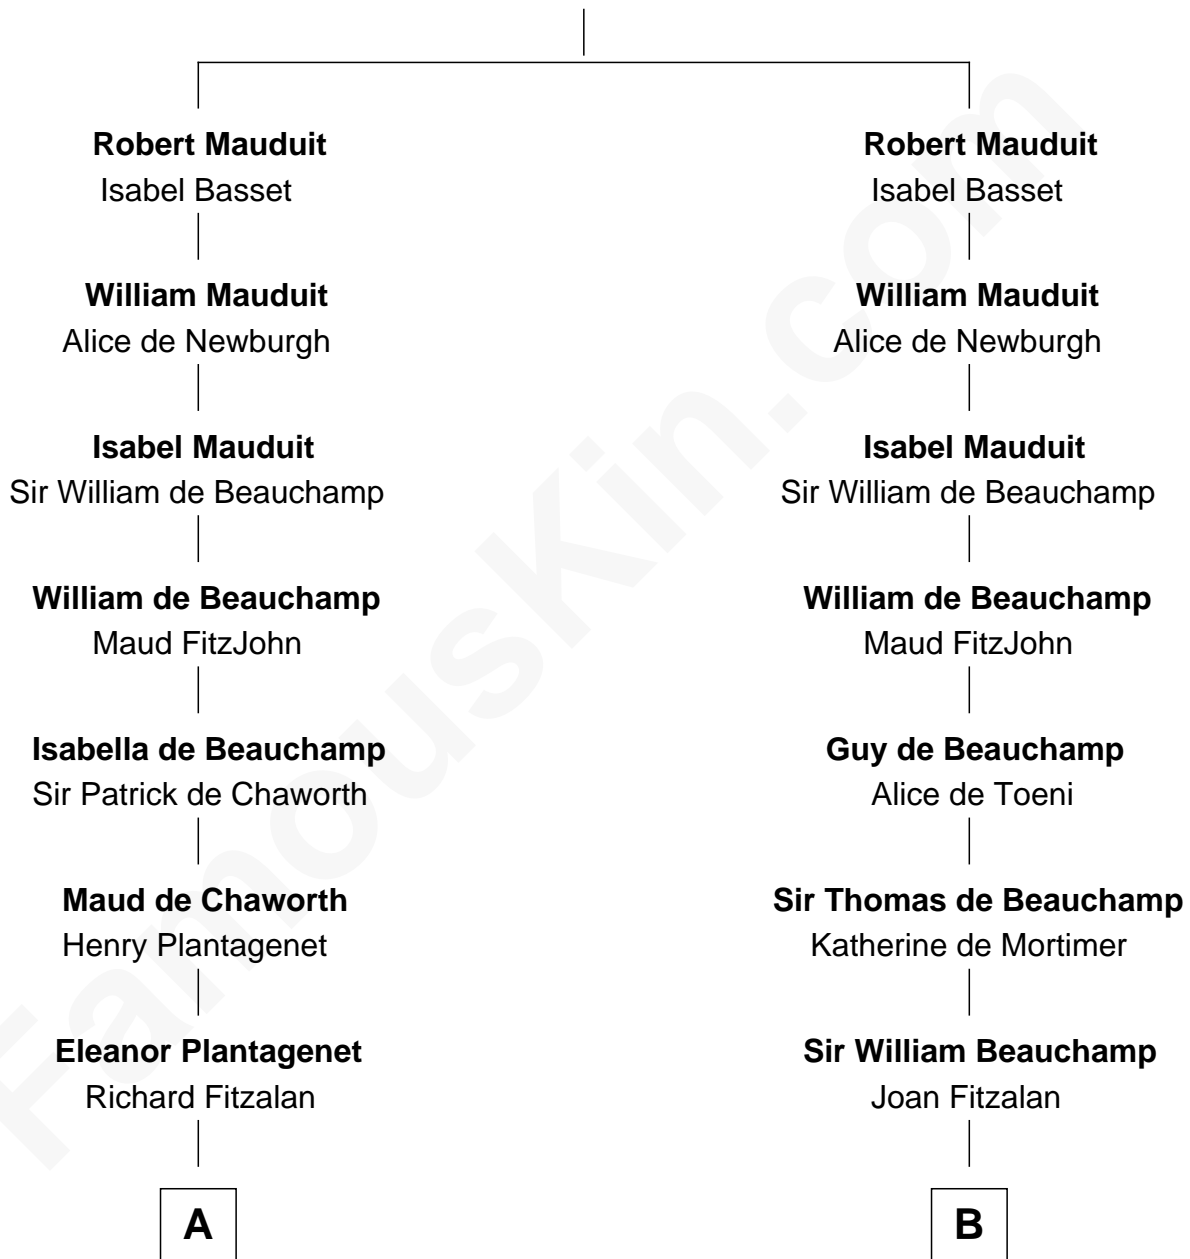 Robert Mauduit
Isabel Basset
William Mauduit
Alice de Newburgh
Isabel Mauduit
Sir William de Beauchamp
William de Beauchamp
Maud FitzJohn
Isabella de Beauchamp
Sir Patrick de Chaworth
Maud de Chaworth
Henry Plantagenet
Eleanor Plantagenet
Richard Fitzalan
A
Robert Mauduit
Isabel Basset
William Mauduit
Alice de Newburgh
Isabel Mauduit
Sir William de Beauchamp
William de Beauchamp
Maud FitzJohn
Guy de Beauchamp
Alice de Toeni
Sir Thomas de Beauchamp
Katherine de Mortimer
Sir William Beauchamp
Joan Fitzalan
B
FamousKin.com